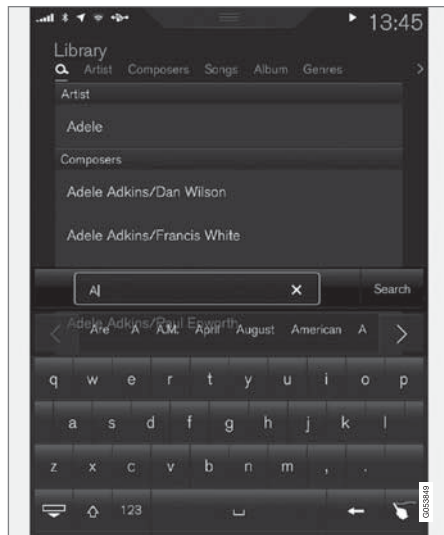 13:45
Library
Artist Composers Songs Album Genres >
Artist
Adele
Composers
Adele Adkins/Dan Wilson
Adele Adkins/Francis White
A Search
Adele Adkins/Paul Epworth
Are A A.M. April August American A
q w e r t y u i o p
a s d f g h j k l
z x c v b n m , .
123
G053849